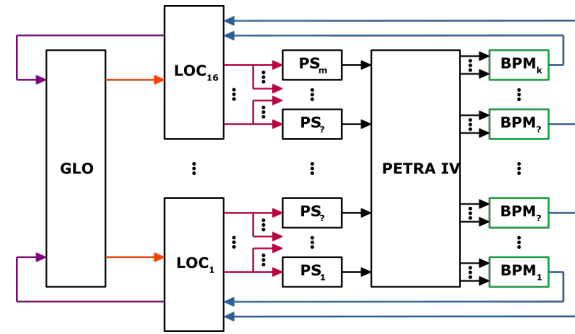 LOC₁₆
PSₘ
BPMₖ
PS?
BPM?
GLO
PETRA IV
PS?
BPM?
LOC₁
PS₁
BPM₁